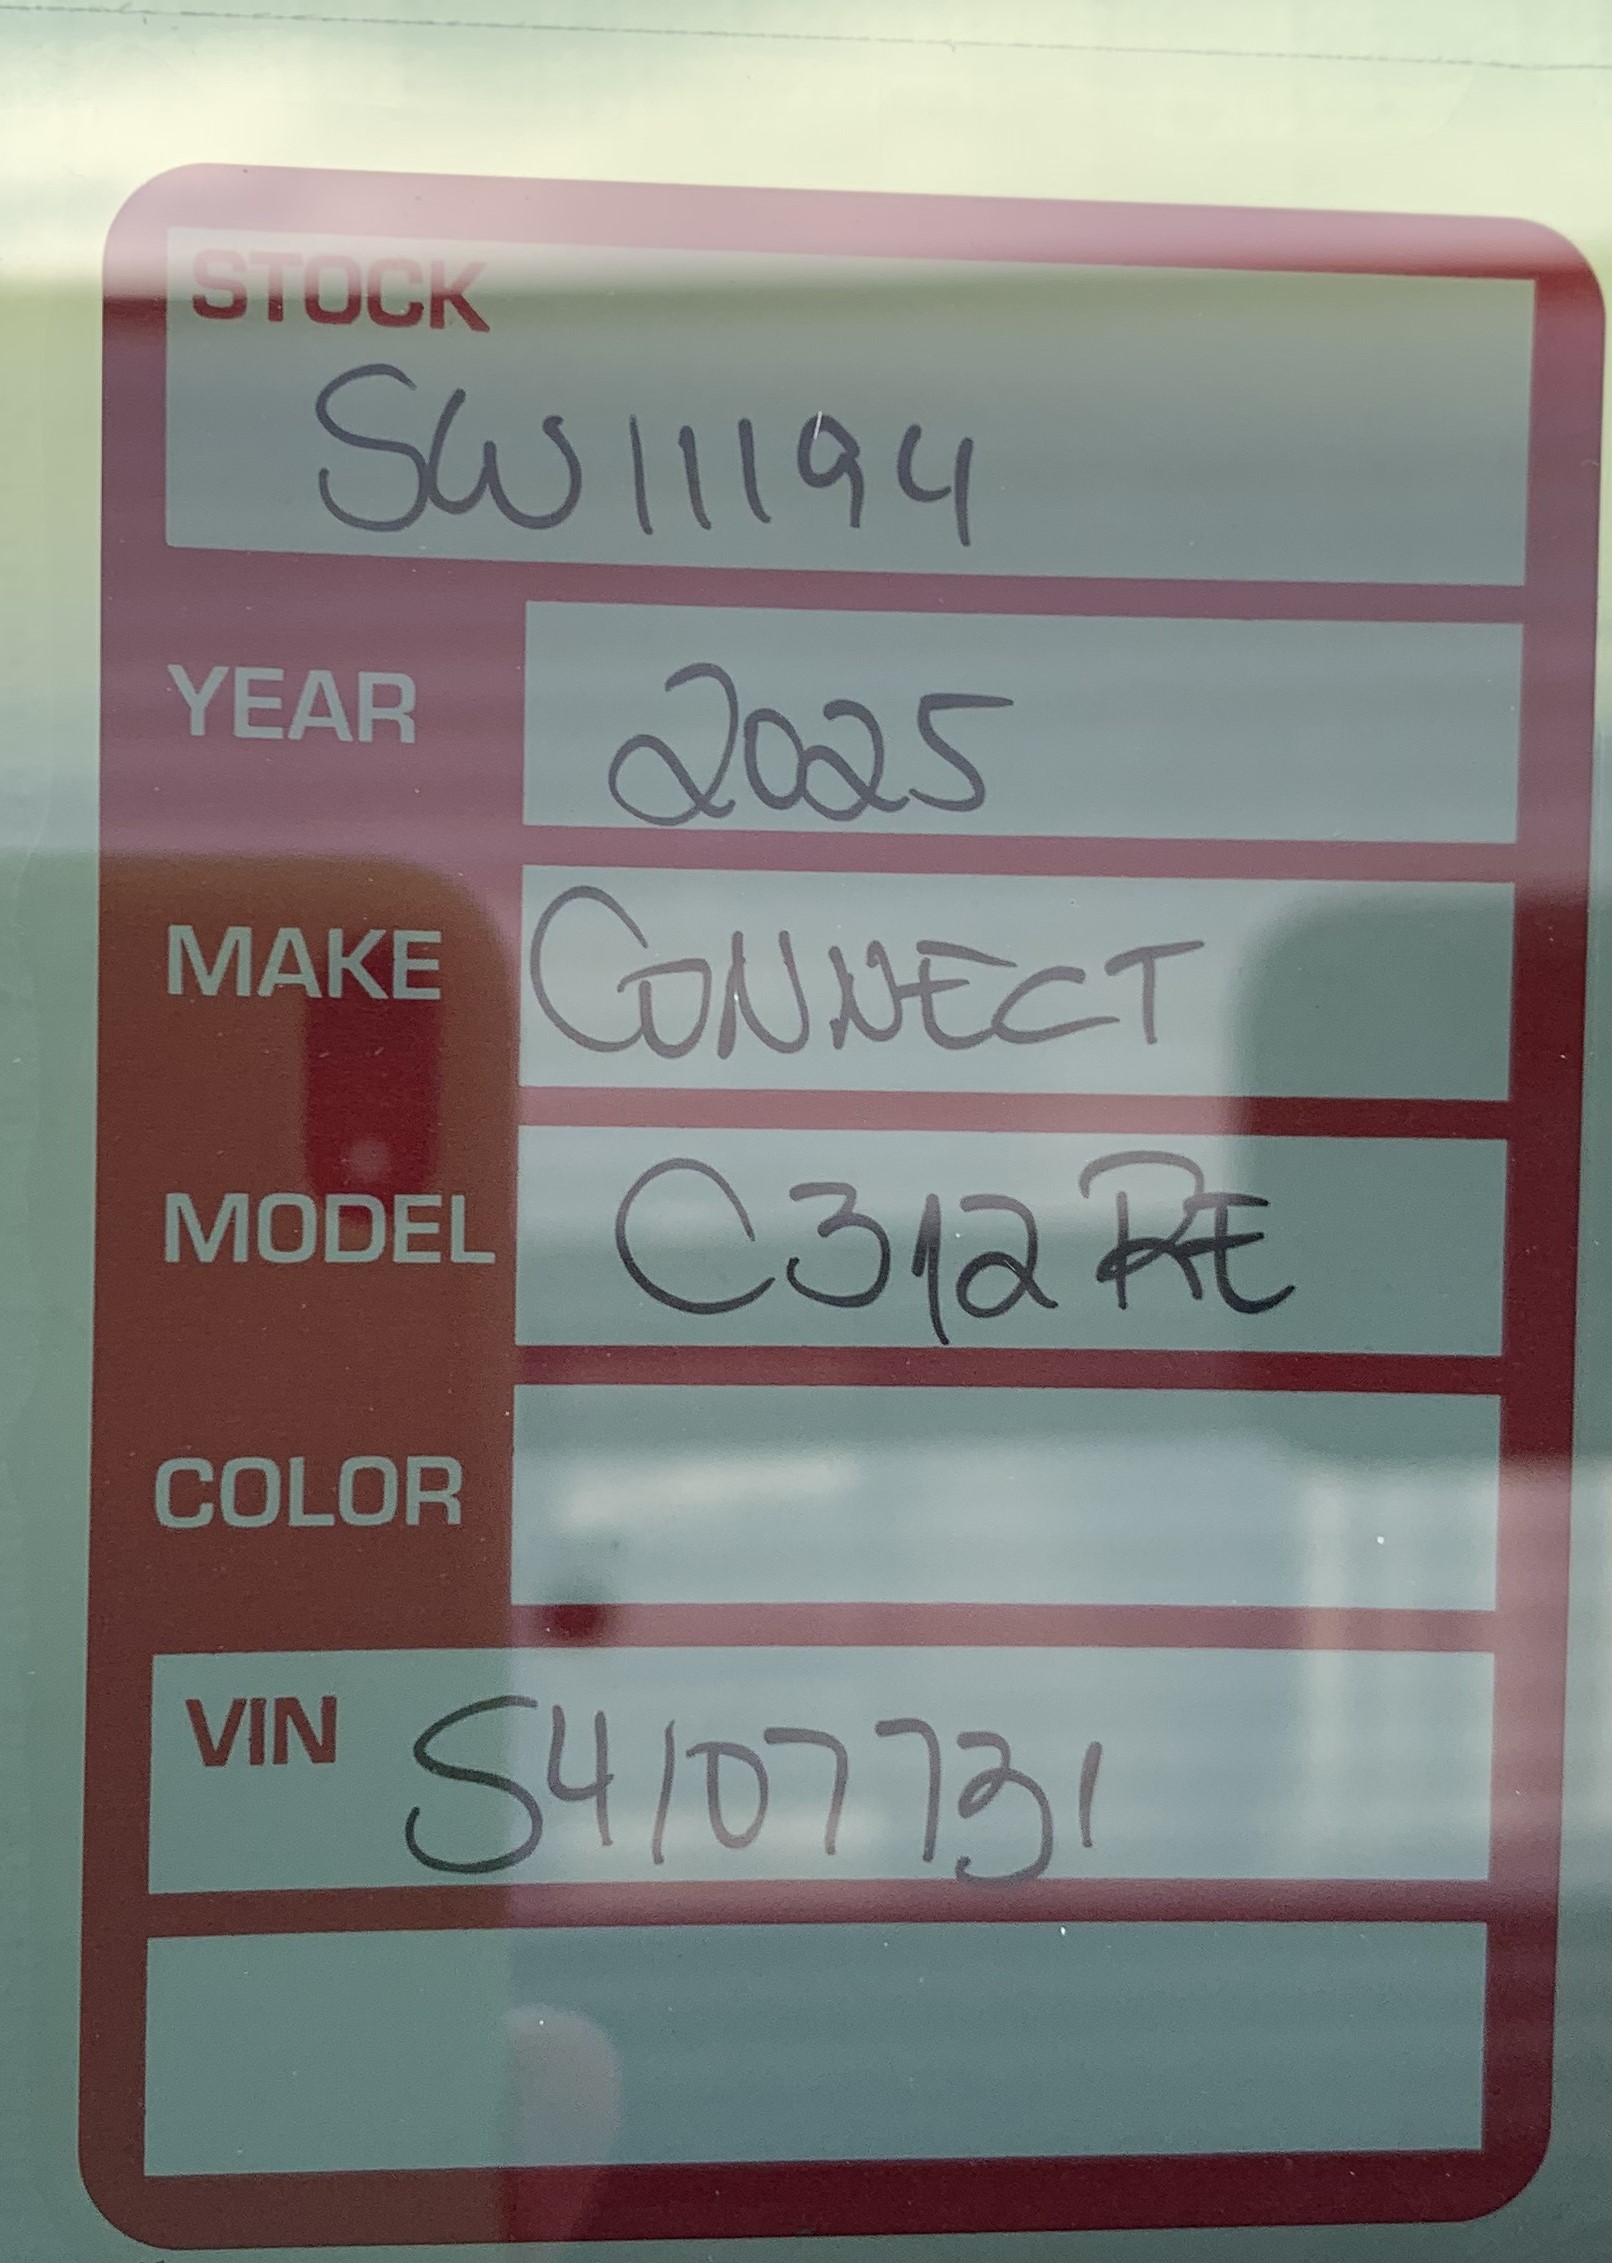 STOCK
SW11194
YEAR 2025
MAKE CONNECT
MODEL C312RE
COLOR
VIN S4107731